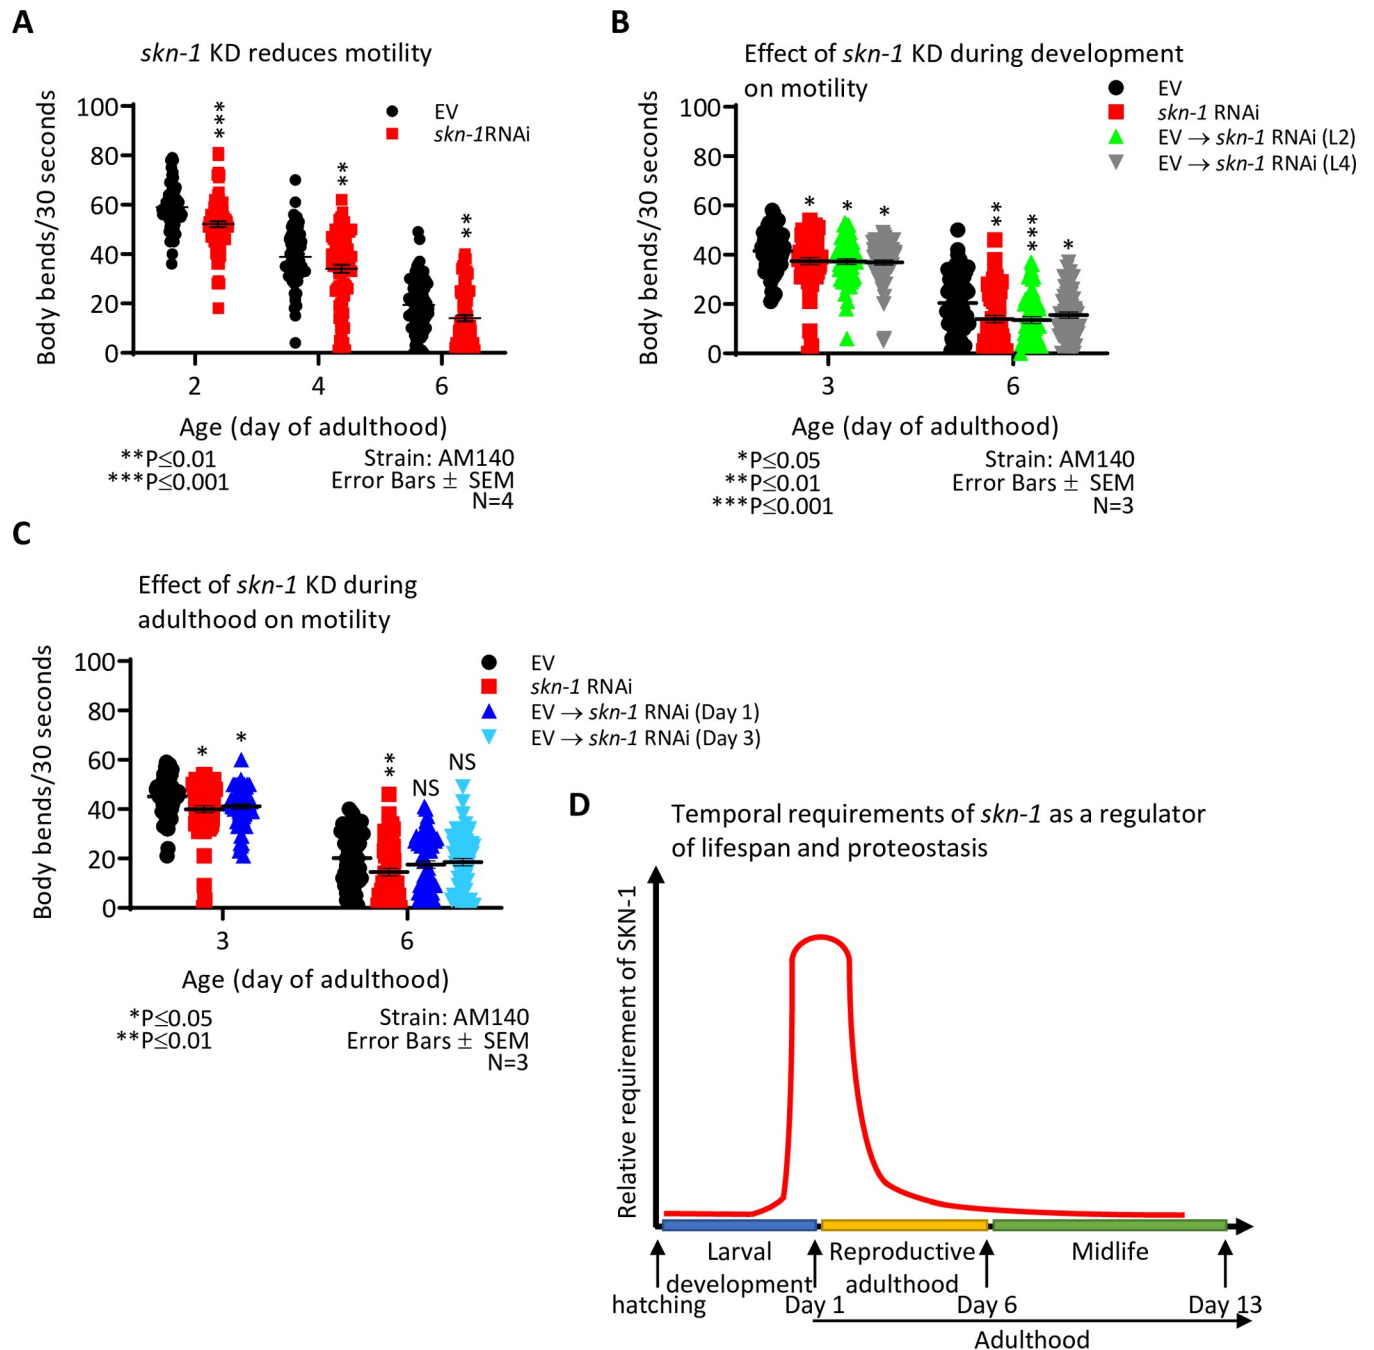 A
skn-1 KD reduces motility
Body bends/30 seconds
100
80
60
40
20
0
EV
skn-1RNAi
***
**
**
2 4 6
Age (day of adulthood)
**P≤0.01
***P≤0.001
Strain: AM140
Error Bars ± SEM
N=4
B
Effect of skn-1 KD during development
on motility
Body bends/30 seconds
100
80
60
40
20
0
EV
skn-1 RNAi
EV → skn-1 RNAi (L2)
EV → skn-1 RNAi (L4)
* * *
** *** *
3 6
Age (day of adulthood)
*P≤0.05
**P≤0.01
***P≤0.001
Strain: AM140
Error Bars ± SEM
N=3
C
Effect of skn-1 KD during
adulthood on motility
Body bends/30 seconds
100
80
60
40
20
0
EV
skn-1 RNAi
EV → skn-1 RNAi (Day 1)
EV → skn-1 RNAi (Day 3)
* *
** NS NS
3 6
Age (day of adulthood)
*P≤0.05
**P≤0.01
Strain: AM140
Error Bars ± SEM
N=3
D
Temporal requirements of skn-1 as a regulator
of lifespan and proteostasis
Relative requirement of SKN-1
Larval
development
Reproductive
adulthood
Midlife
hatching Day 1 Day 6 Day 13
Adulthood